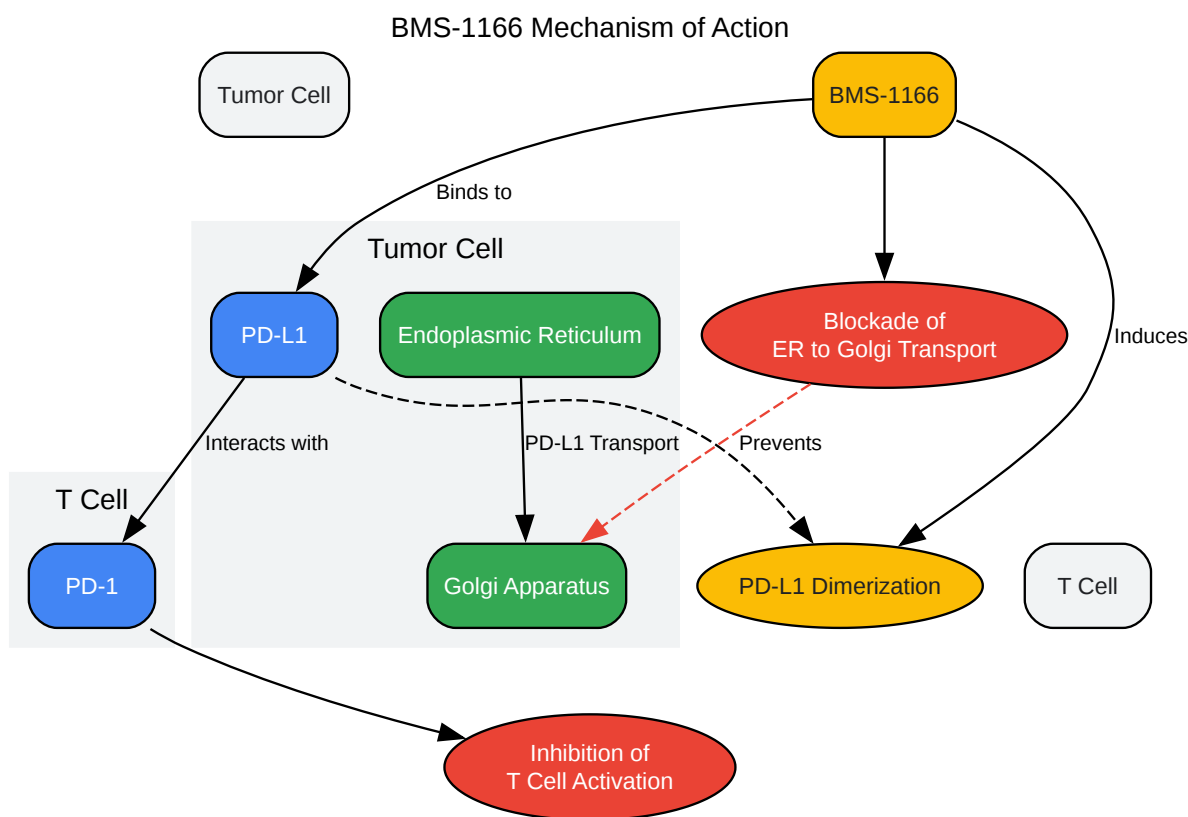 BMS-1166 Mechanism of Action
Tumor Cell
BMS-1166
Binds to
Tumor Cell
PD-L1
Endoplasmic Reticulum
Blockade of
ER to Golgi Transport
Induces
Interacts with
PD-L1 Transport
Prevents
T Cell
PD-1
Golgi Apparatus
PD-L1 Dimerization
T Cell
Inhibition of
T Cell Activation